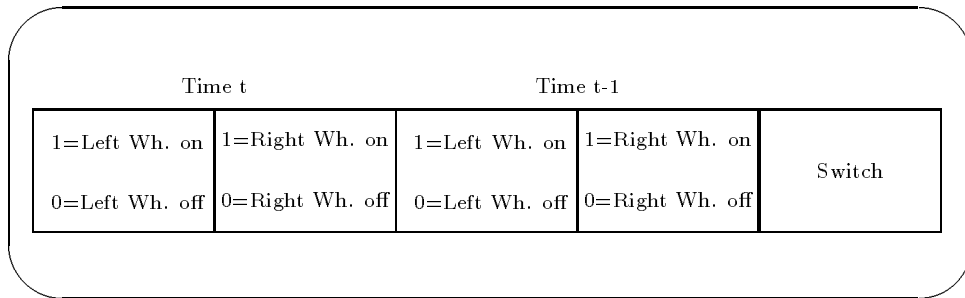 Time t Time t-1
1=Left Wh. on 1=Right Wh. on 1=Left Wh. on 1=Right Wh. on
Switch
0=Left Wh. off 0=Right Wh. off 0=Left Wh. off 0=Right Wh. off